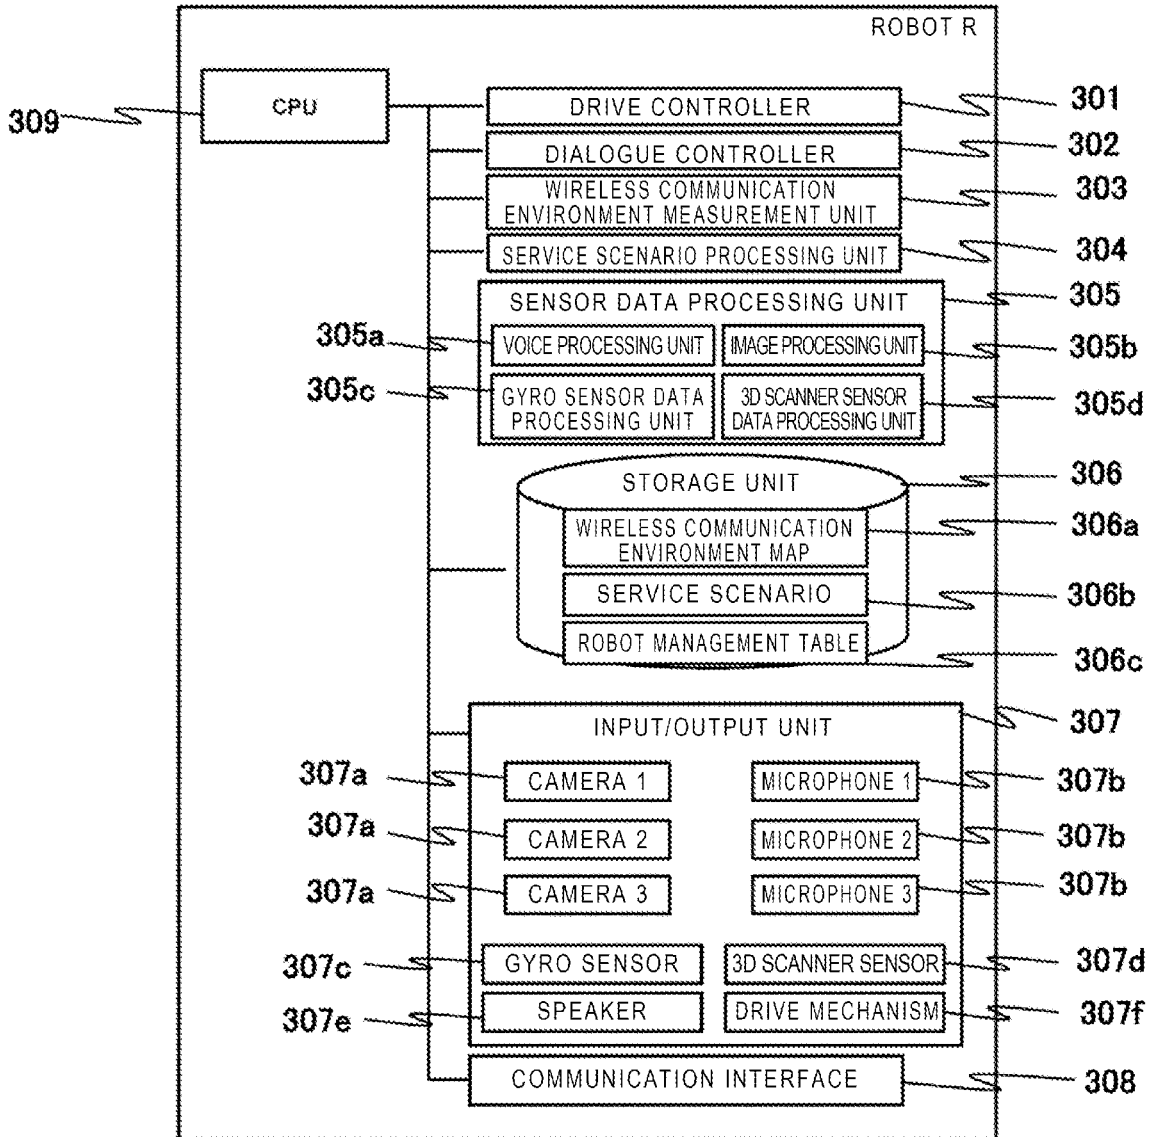 ROBOT R
CPU
309
DRIVE CONTROLLER
301
DIALOGUE CONTROLLER
302
WIRELESS COMMUNICATION
ENVIRONMENT MEASUREMENT UNIT
303
SERVICE SCENARIO PROCESSING UNIT
304
SENSOR DATA PROCESSING UNIT
305
305a
VOICE PROCESSING UNIT
IMAGE PROCESSING UNIT
305b
305c
GYRO SENSOR DATA
PROCESSING UNIT
3D SCANNER SENSOR
DATA PROCESSING UNIT
305d
STORAGE UNIT
306
WIRELESS COMMUNICATION
ENVIRONMENT MAP
306a
SERVICE SCENARIO
306b
ROBOT MANAGEMENT TABLE
306c
INPUT/OUTPUT UNIT
307
307a
CAMERA 1
MICROPHONE 1
307b
307a
CAMERA 2
MICROPHONE 2
307b
307a
CAMERA 3
MICROPHONE 3
307b
307c
GYRO SENSOR
3D SCANNER SENSOR
307d
307e
SPEAKER
DRIVE MECHANISM
307f
COMMUNICATION INTERFACE
308